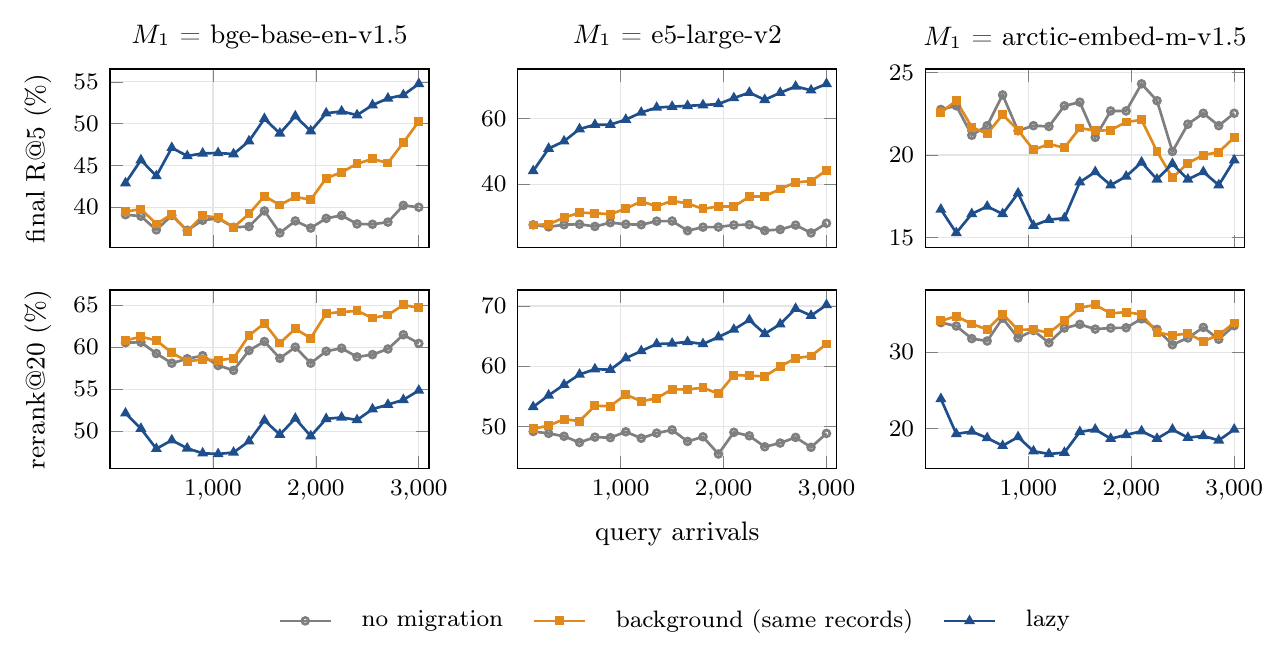 M₁ = bge-base-en-v1.5
M₁ = e5-large-v2
M₁ = arctic-embed-m-v1.5
final R@5 (%)
55
50
45
40
60
40
25
20
15
rerank@20 (%)
65
60
55
50
70
60
50
30
20
1,000 2,000 3,000
1,000 2,000 3,000
1,000 2,000 3,000
query arrivals
no migration
background (same records)
lazy